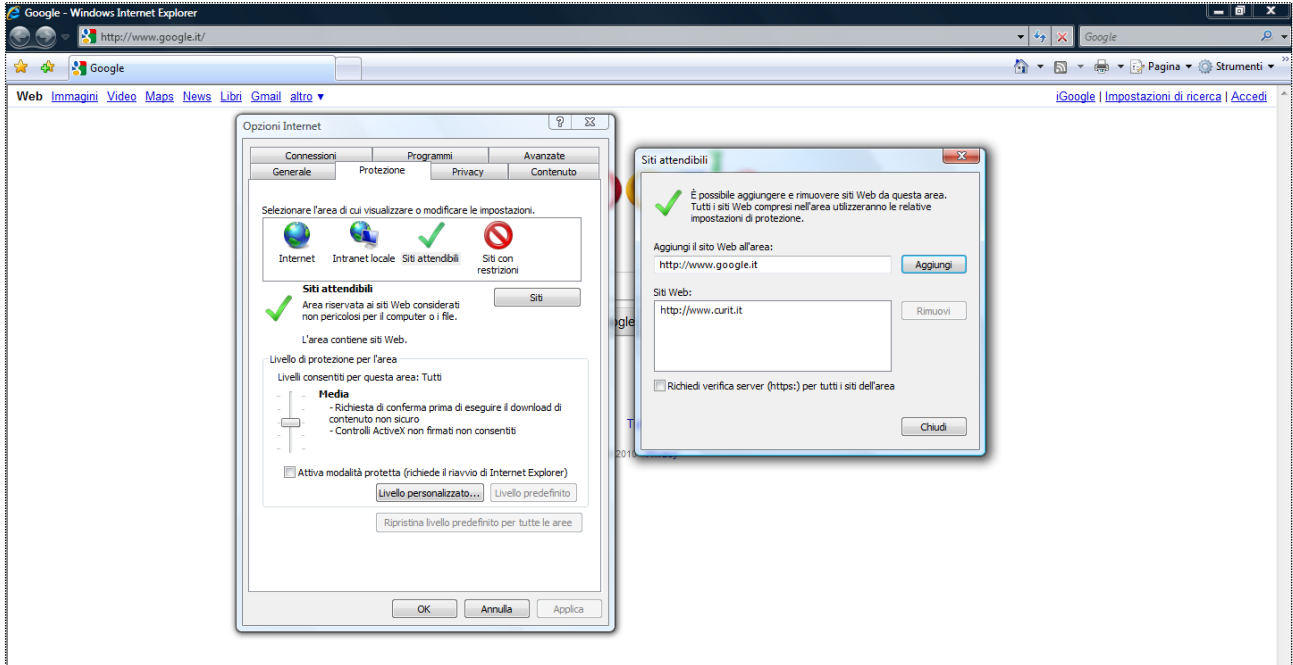 Google - Windows Internet Explorer
http://www.google.it/
Google
Google
Pagina
Strumenti
Web Immagini Video Maps News Libri Gmail altro ▼
iGoogle | Impostazioni di ricerca | Accedi
Opzioni Internet
Connessioni Programmi Avanzate
Generale Protezione Privacy Contenuto
Selezionare l'area di cui visualizzare o modificare le impostazioni.
Internet Intranet locale Siti attendibili Siti con
restrizioni
Siti attendibili
Siti
Area riservata ai siti Web considerati
non pericolosi per il computer o i file.
L'area contiene siti Web.
Livello di protezione per l'area
Livelli consentiti per questa area: Tutti
Media
- Richiesta di conferma prima di eseguire il download di
contenuto non sicuro
- Controlli ActiveX non firmati non consentiti
Attiva modalità protetta (richiede il riavvio di Internet Explorer)
Livello personalizzato... Livello predefinito
Ripristina livello predefinito per tutte le aree
OK Annulla Applica
Siti attendibili
È possibile aggiungere e rimuovere siti Web da questa area.
Tutti i siti Web compresi nell'area utilizzeranno le relative
impostazioni di protezione.
Aggiungi il sito Web all'area:
http://www.google.it Aggiungi
Siti Web:
http://www.curit.it Rimuovi
Richiedi verifica server (https:) per tutti i siti dell'area
Chiudi